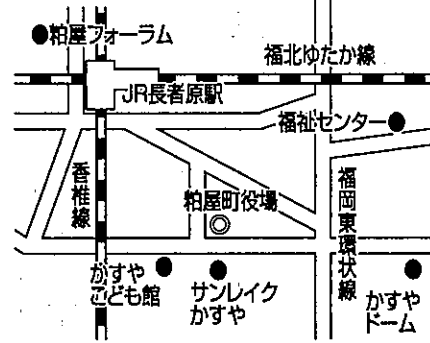 粕屋フォーラム
福北ゆたか線
JR長者原駅
福祉センター
香椎線
粕屋町役場
福岡東環状線
かすや
こども館
サンレイク
かすや
かすや
ドーム